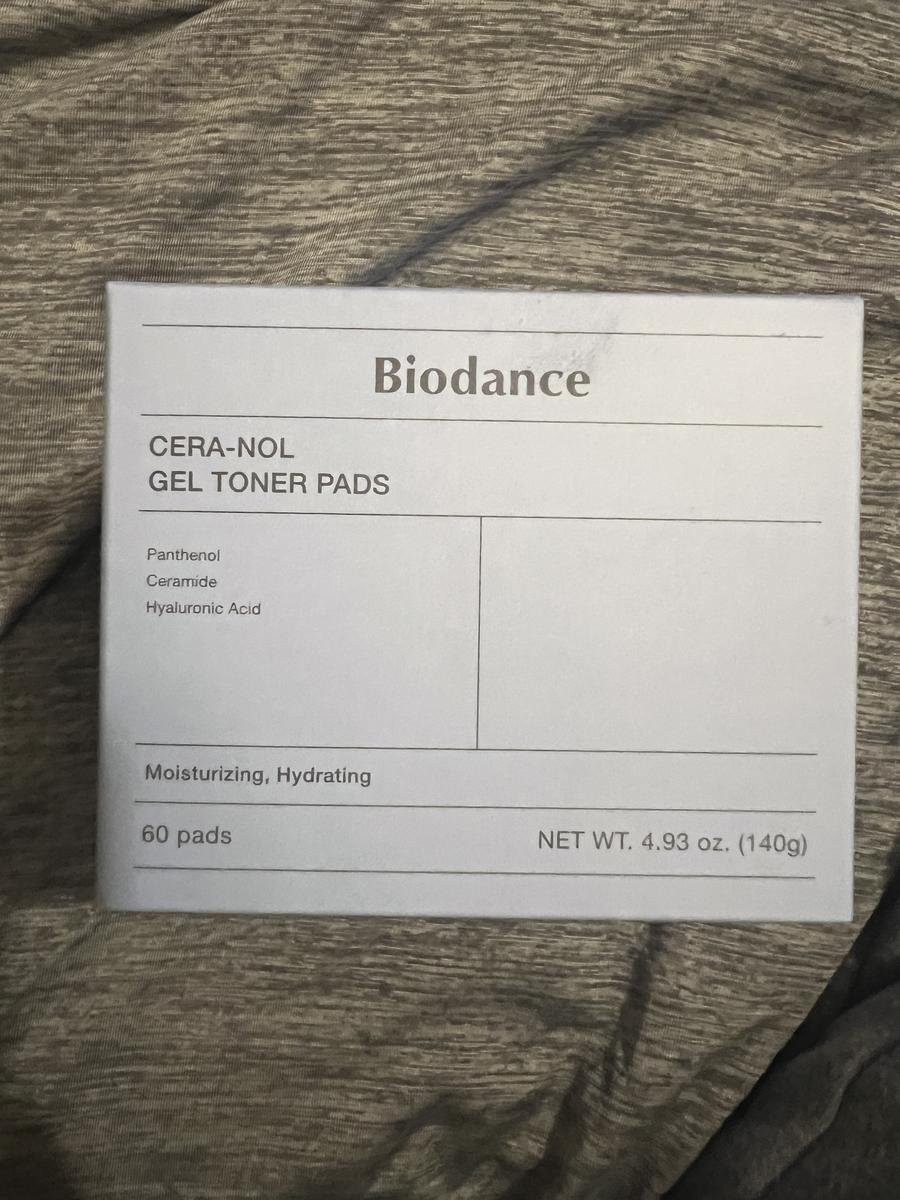 Biodance
CERA-NOL
GEL TONER PADS
Panthenol
Ceramide
Hyaluronic Acid
Moisturizing, Hydrating
60 pads
NET WT. 4.93 oz. (140g)